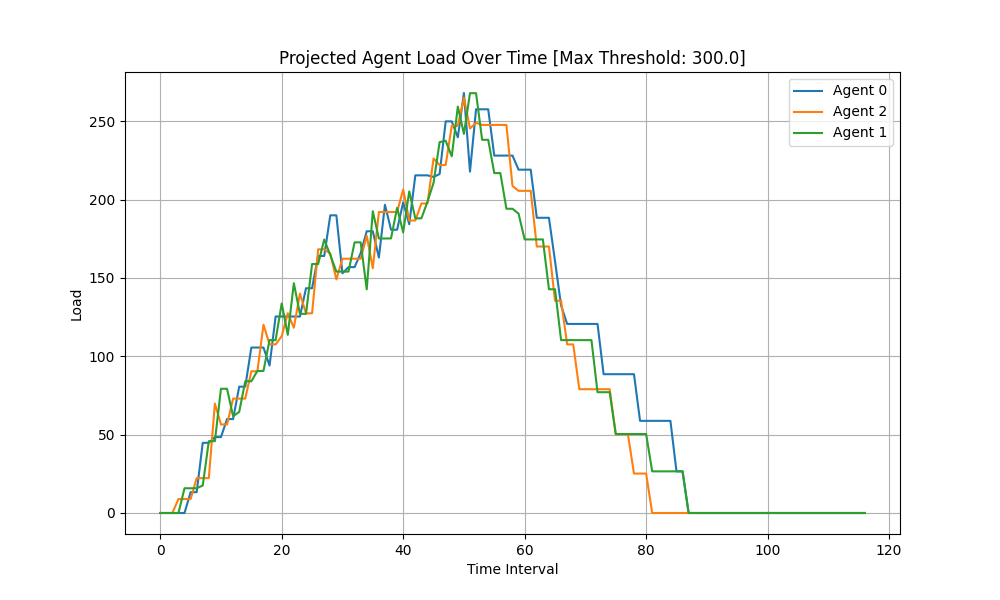 Projected Agent Load Over Time [Max Threshold: 300.0]
Agent 0
Agent 2
Agent 1
Load
250
200
150
100
50
0
0 20 40 60 80 100 120
Time Interval